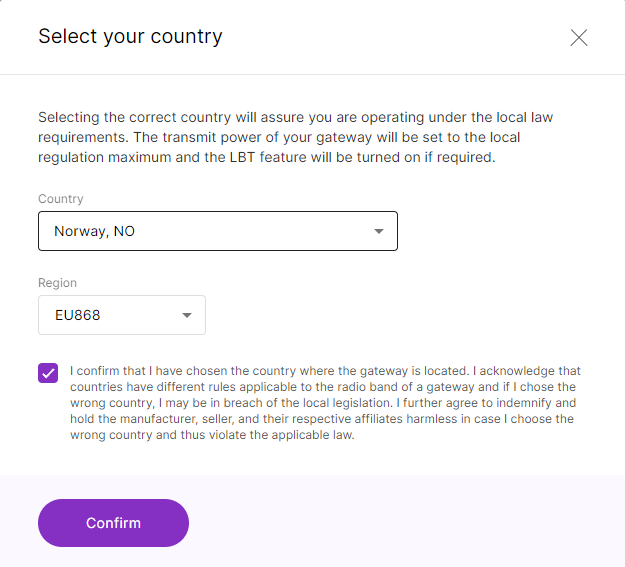 Select your country
Selecting the correct country will assure you are operating under the local law
requirements. The transmit power of your gateway will be set to the local
regulation maximum and the LBT feature will be turned on if required.
Country
Norway, NO
Region
EU868
I confirm that I have chosen the country where the gateway is located. I acknowledge that
countries have different rules applicable to the radio band of a gateway and if I chose the
wrong country, I may be in breach of the local legislation. I further agree to indemnify and
hold the manufacturer, seller, and their respective affiliates harmless in case I choose the
wrong country and thus violate the applicable law.
Confirm